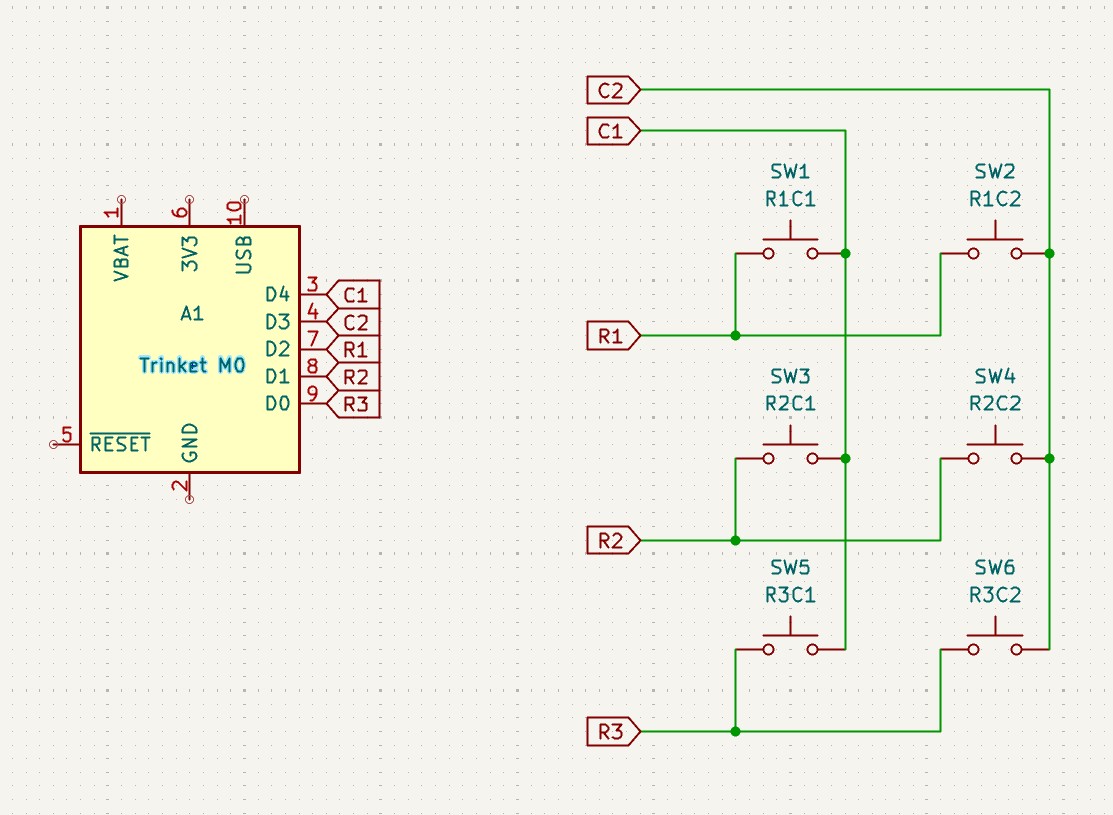 1
6
10
VBAT
3V3
USB
A1
Trinket M0
D4
3
C1
D3
4
C2
D2
7
R1
D1
8
R2
D0
9
R3
5
RESET
GND
2
C2
C1
SW1
R1C1
SW2
R1C2
R1
SW3
R2C1
SW4
R2C2
R2
SW5
R3C1
SW6
R3C2
R3